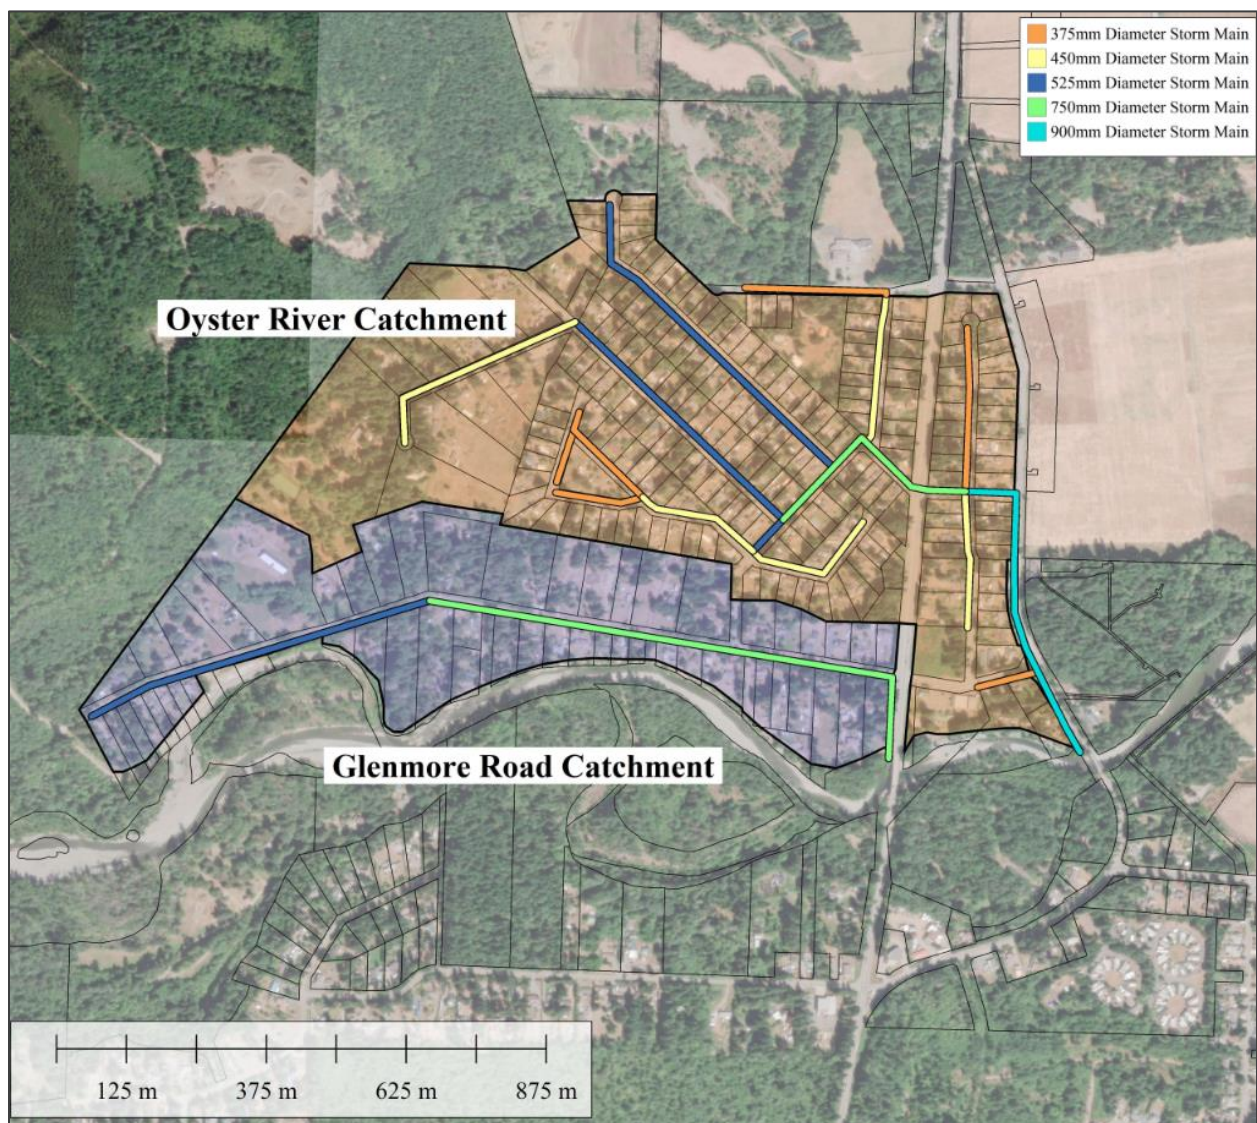 375mm Diameter Storm Main
450mm Diameter Storm Main
525mm Diameter Storm Main
750mm Diameter Storm Main
900mm Diameter Storm Main
Oyster River Catchment
Glenmore Road Catchment
125 m 375 m 625 m 875 m